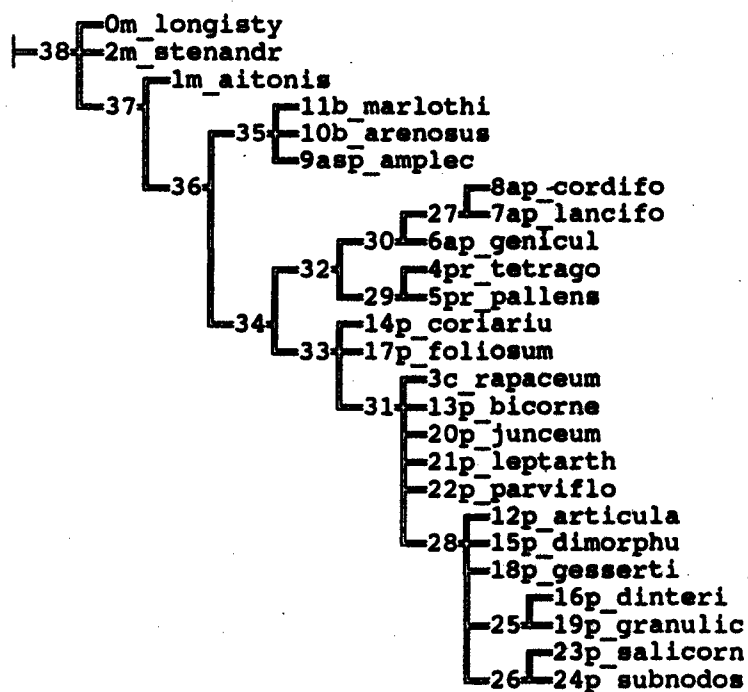 0m_longisty
38 2m_stenandr
1m_aitonis
37
11b_marlothi
35 10b_arenosus
9asp_amplec
36
8ap_cordifo
27 7ap_lancifo
30 6ap_genicul
32 4pr_tetrago
29 5pr_pallens
34 14p_coriariu
33 17p_foliosum
3c_rapaceum
31 13p_bicorne
20p_junceum
21p_leptarth
22p_parviflo
12p_articula
28 15p_dimorphu
18p_gesserti
16p_dinteri
25 19p_granulic
23p_salicorn
26 24p_subnodos